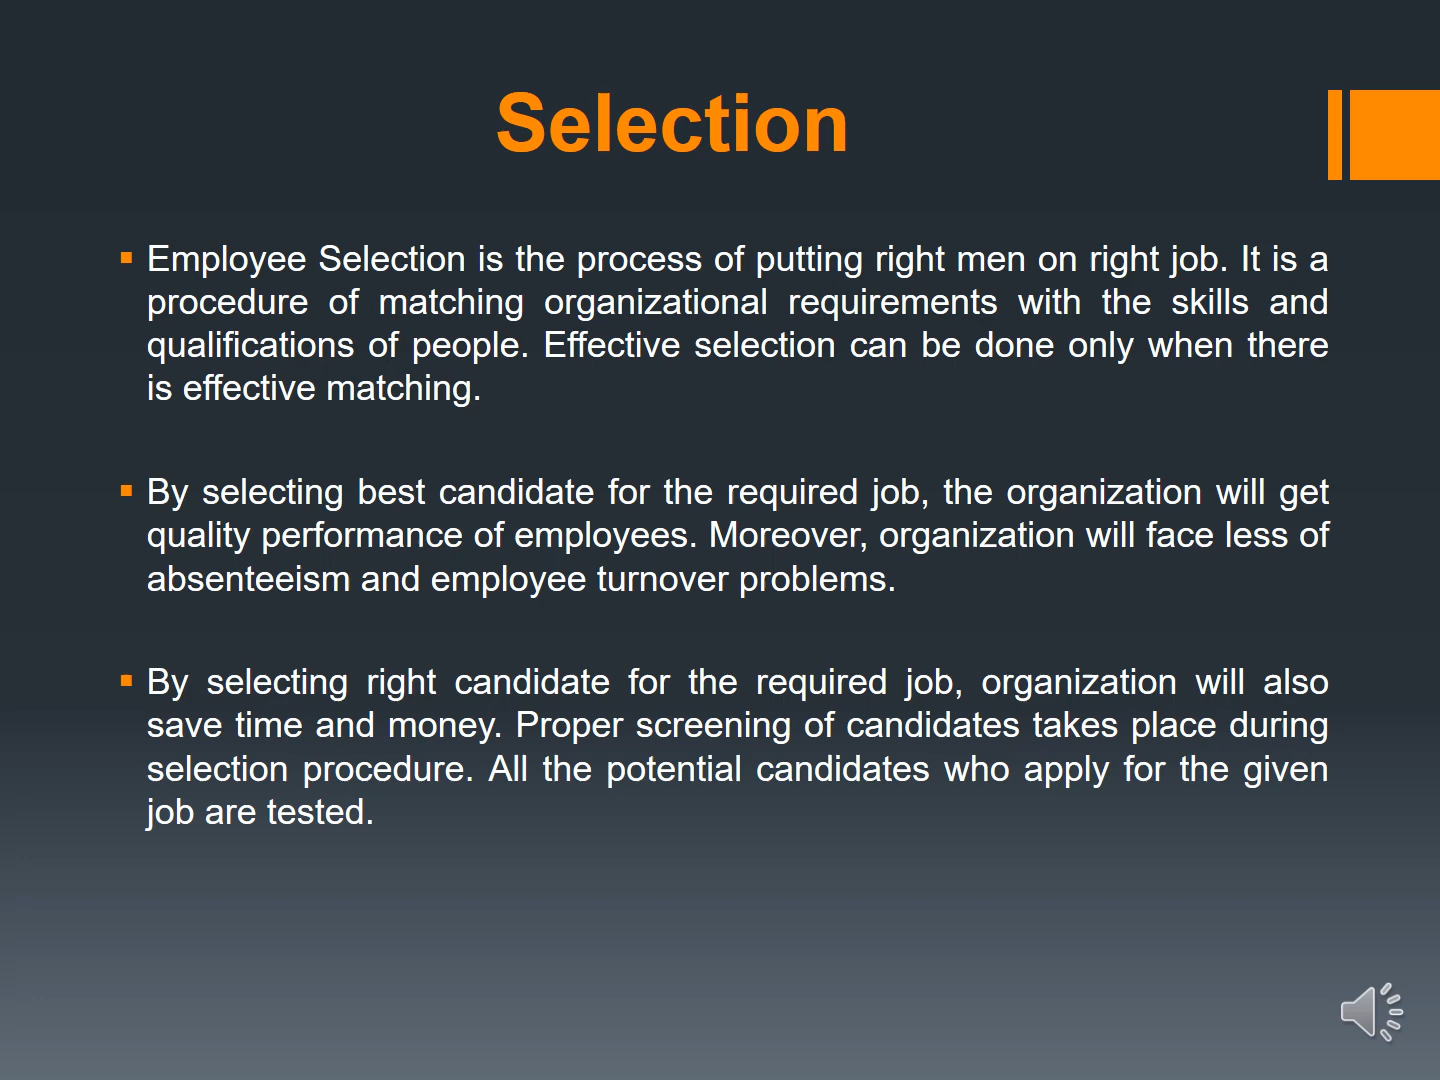 Selection
Employee Selection is the process of putting right men on right job. It is a
procedure of matching organizational requirements with the skills and
qualifications of people. Effective selection can be done only when there
is effective matching.
By selecting best candidate for the required job, the organization will get
quality performance of employees. Moreover, organization will face less of
absenteeism and employee turnover problems.
By selecting right candidate for the required job, organization will also
save time and money. Proper screening of candidates takes place during
selection procedure. All the potential candidates who apply for the given
job are tested.